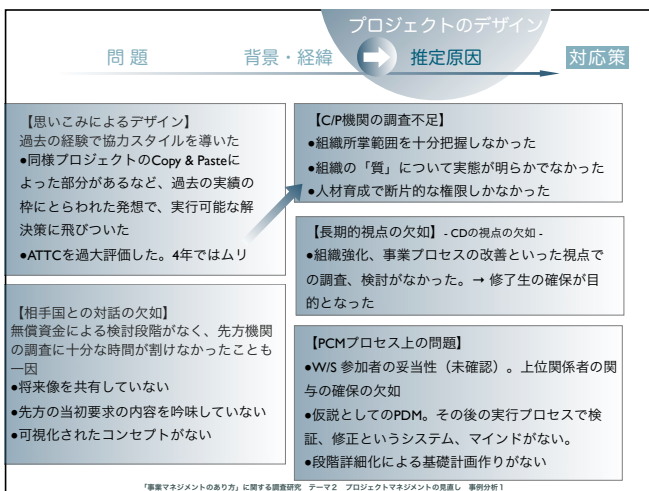 プロジェクトのデザイン
問 題
背景・経緯
推定原因
対応策
【思いこみによるデザイン】
過去の経験で協力スタイルを導いた
●同様プロジェクトのCopy & Pasteに
よった部分があるなど、過去の実績の
枠にとらわれた発想で、実行可能な解
決策に飛びついた
●ATTCを過大評価した。4年ではムリ
【相手国との対話の欠如】
無償資金による検討段階がなく、先方機関
の調査に十分な時間が割けなかったことも
一因
●将来像を共有していない
●先方の当初要求の内容を吟味していない
●可視化されたコンセプトがない
【C/P機関の調査不足】
●組織所掌範囲を十分把握しなかった
●組織の「質」について実態が明らかでなかった
●人材育成で断片的な権限しかなかった
【長期的視点の欠如】- CDの視点の欠如 -
●組織強化、事業プロセスの改善といった視点で
の調査、検討がなかった。→ 修了生の確保が目
的となった
【PCMプロセス上の問題】
●W/S 参加者の妥当性（未確認）。上位関係者の関
与の確保の欠如
●仮説としてのPDM。その後の実行プロセスで検
証、修正というシステム、マインドがない。
●段階詳細化による基礎計画作りがない
「事業マネジメントのあり方」に関する調査研究 テーマ2 プロジェクトマネジメントの見直し 事例分析1